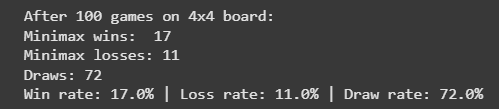 After 100 games on 4x4 board:
Minimax wins:  17
Minimax losses: 11
Draws: 72
Win rate: 17.0% | Loss rate: 11.0% | Draw rate: 72.0%